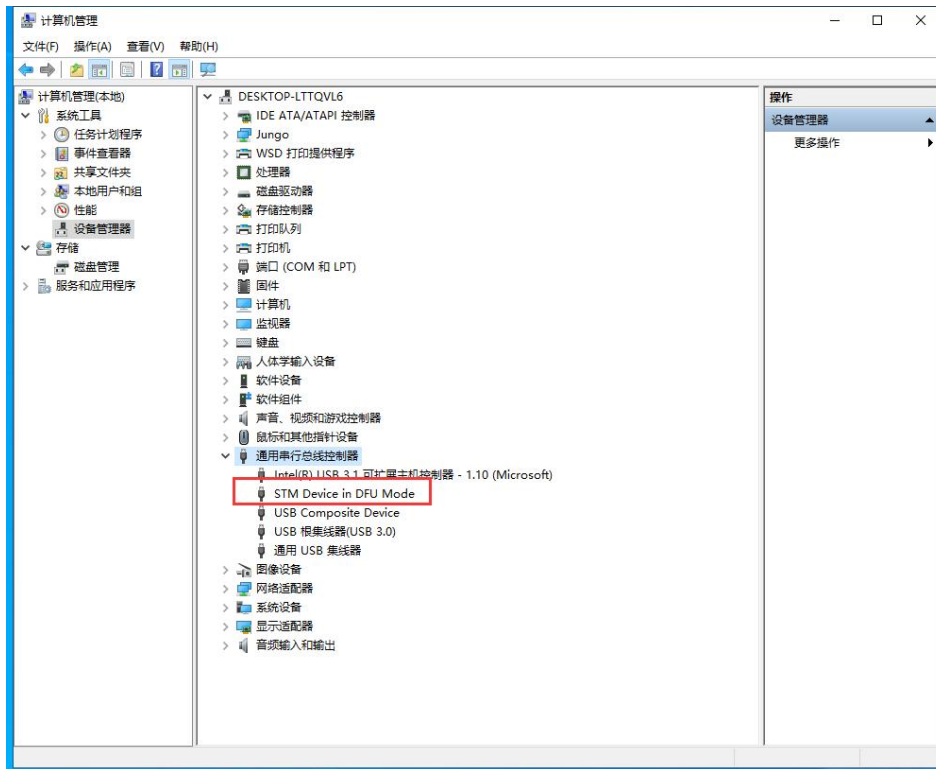 计算机管理
文件(F) 操作(A) 查看(V) 帮助(H)
计算机管理(本地)
系统工具
任务计划程序
事件查看器
共享文件夹
本地用户和组
性能
设备管理器
存储
磁盘管理
服务和应用程序
DESKTOP-LTTQVL6
IDE ATA/ATAPI 控制器
Jungo
WSD 打印提供程序
处理器
磁盘驱动器
存储控制器
打印队列
打印机
端口 (COM 和 LPT)
固件
计算机
监视器
键盘
人体学输入设备
软件设备
软件组件
声音、视频和游戏控制器
鼠标和其他指针设备
通用串行总线控制器
Intel(R) USB 3.1 可扩展主机控制器 - 1.10 (Microsoft)
STM Device in DFU Mode
USB Composite Device
USB 根集线器(USB 3.0)
通用 USB 集线器
图像设备
网络适配器
系统设备
显示适配器
音频输入和输出
操作
设备管理器
更多操作